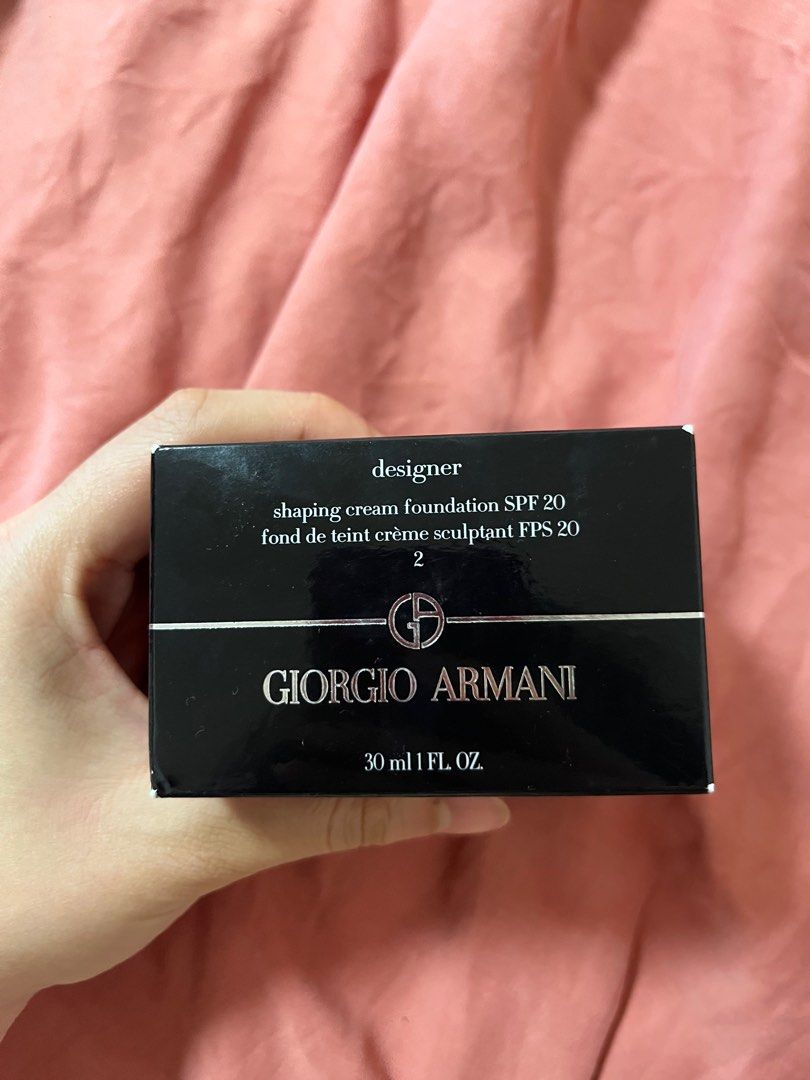 designer
shaping cream foundation SPF 20
fond de teint crème sculptant FPS 20
2
GA
GIORGIO ARMANI
30 ml 1 FL. OZ.